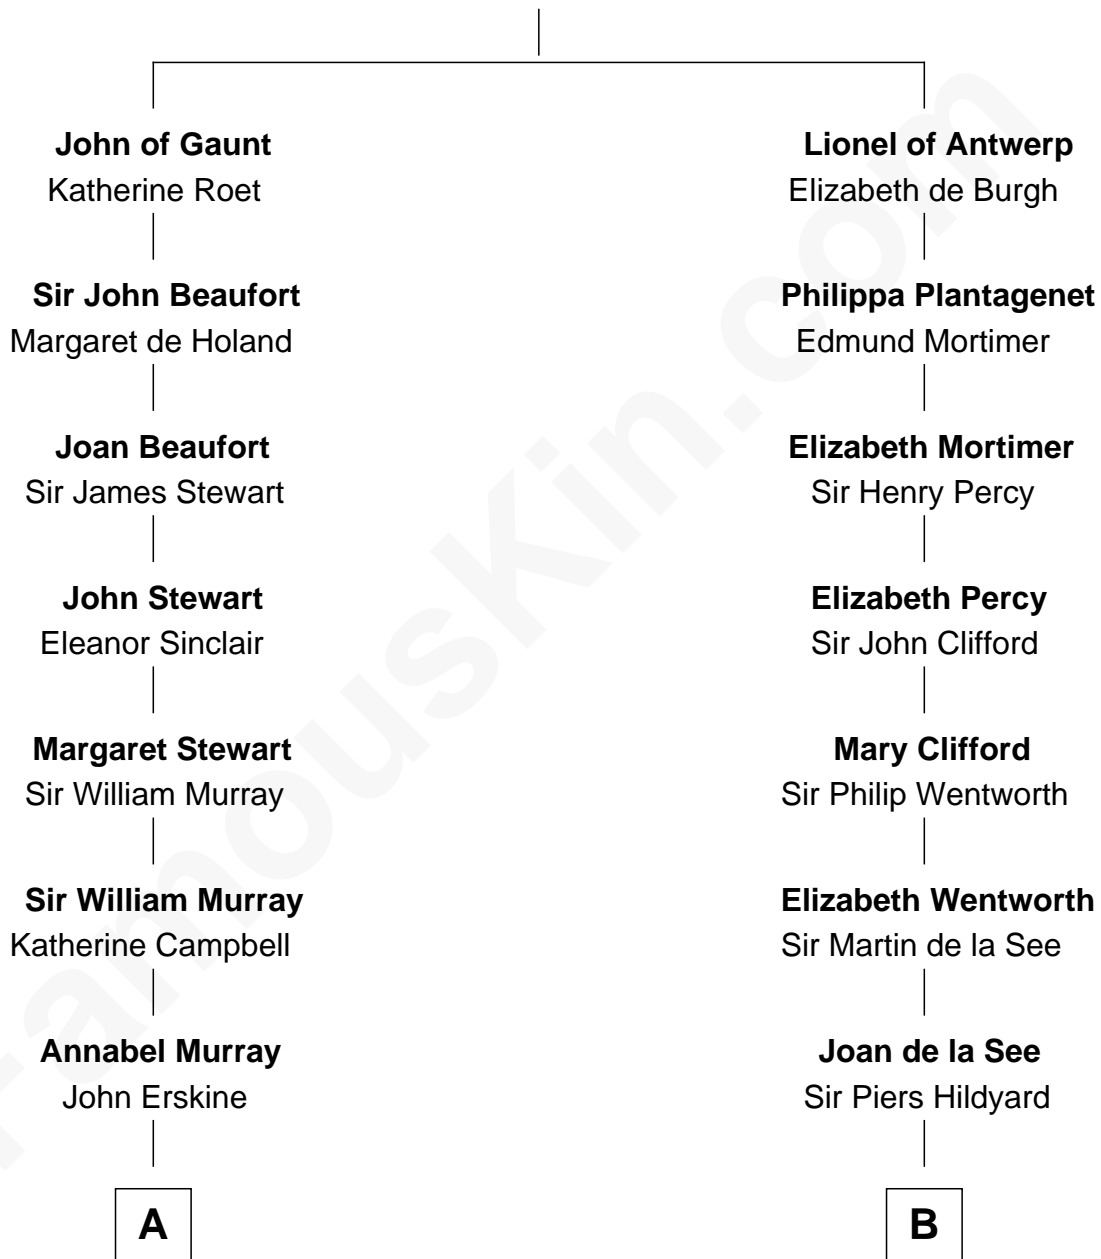 John of Gaunt
Katherine Roet
Sir John Beaufort
Margaret de Holand
Joan Beaufort
Sir James Stewart
John Stewart
Eleanor Sinclair
Margaret Stewart
Sir William Murray
Sir William Murray
Katherine Campbell
Annabel Murray
John Erskine
A
Lionel of Antwerp
Elizabeth de Burgh
Philippa Plantagenet
Edmund Mortimer
Elizabeth Mortimer
Sir Henry Percy
Elizabeth Percy
Sir John Clifford
Mary Clifford
Sir Philip Wentworth
Elizabeth Wentworth
Sir Martin de la See
Joan de la See
Sir Piers Hildyard
B
FamousKin.com